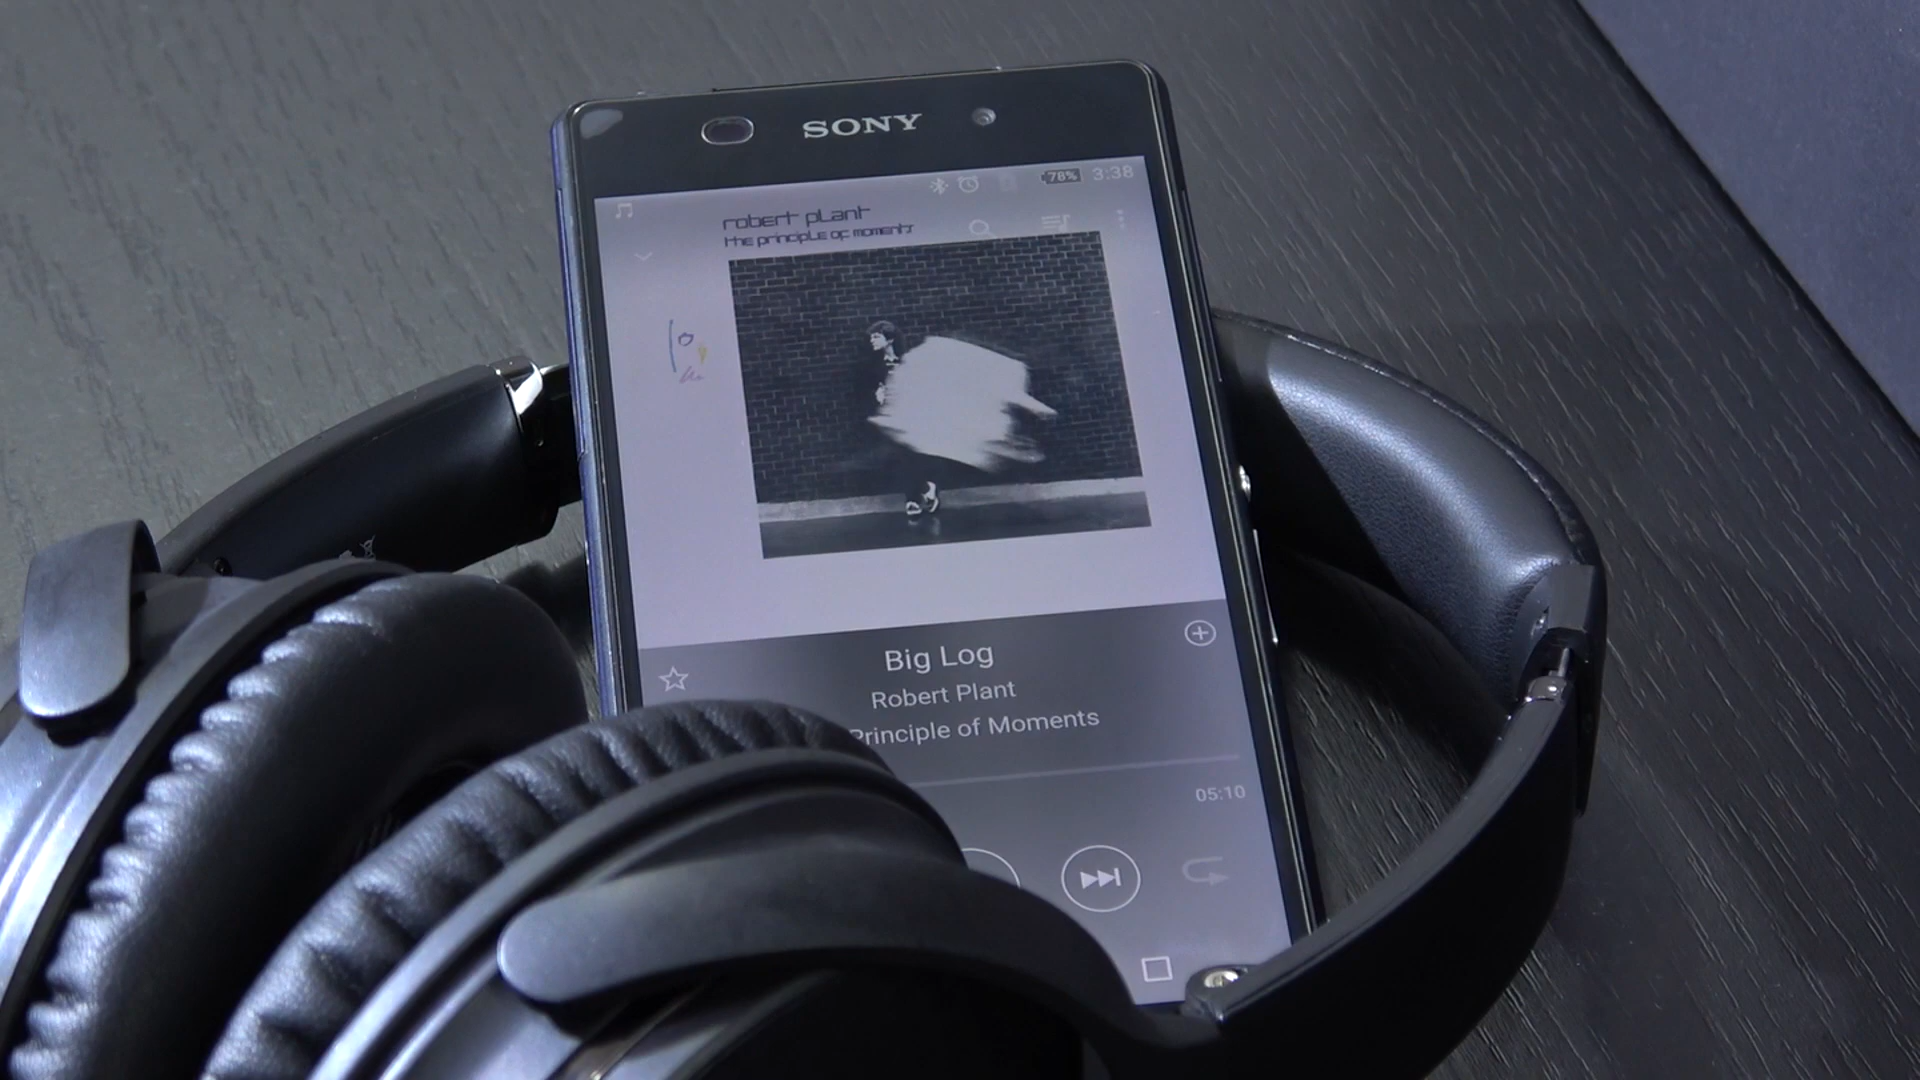 SONY
78% 3:38
robert plant
the principle of moments
Big Log
Robert Plant
Principle of Moments
05:10